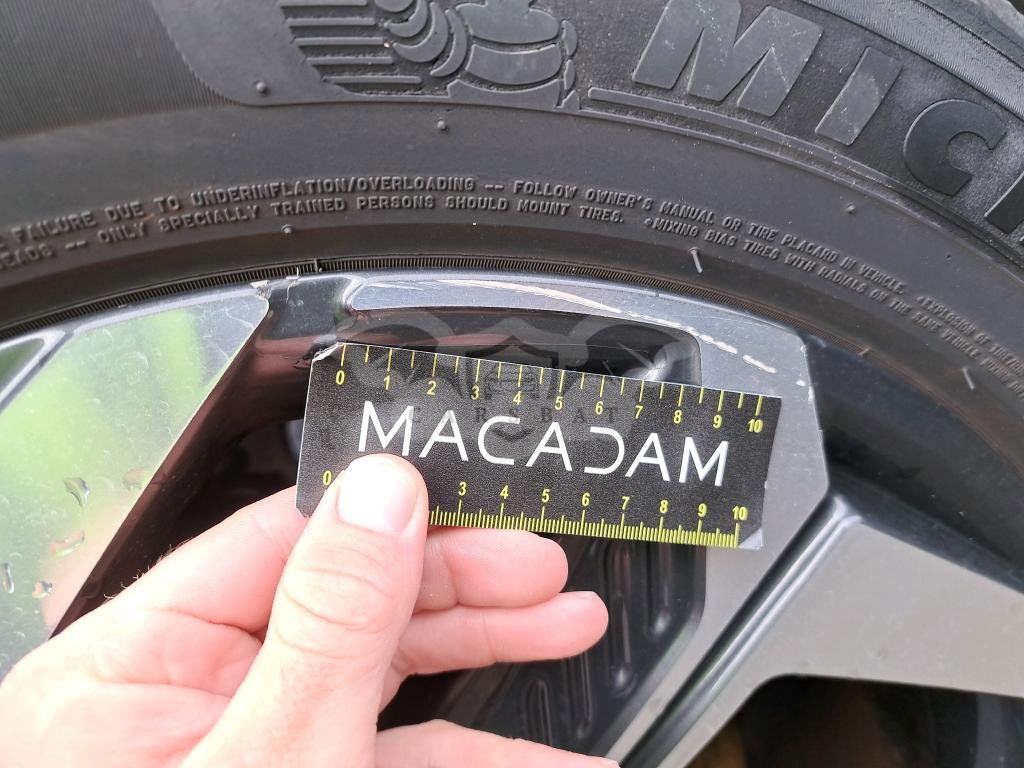 MICH
FAILURE DUE TO UNDERINFLATION/OVERLOADING -- FOLLOW OWNER'S MANUAL OR TIRE PLACARD IN VEHICLE.
BEADS -- ONLY SPECIALLY TRAINED PERSONS SHOULD MOUNT TIRES. •MIXING BIAS TIRES WITH RADIALS ON THE SAME VEHICLE
•EXPLOSION OF
0 1 2 3 4 5 6 7 8 9 10
MACADAM
0 3 4 5 6 7 8 9 10